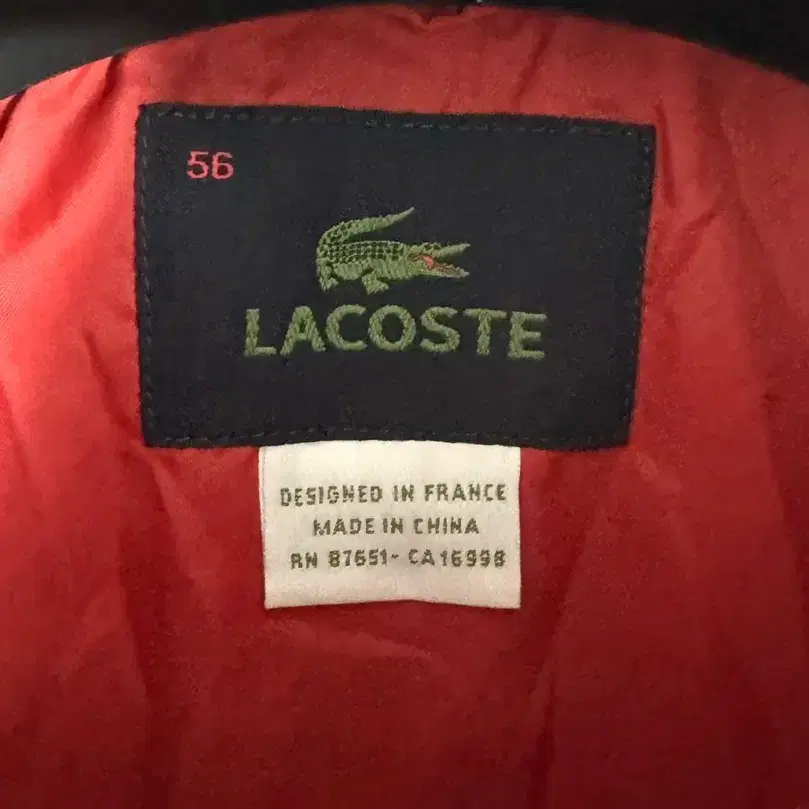 56
LACOSTE
DESIGNED IN FRANCE
MADE IN CHINA
RN 87651- CA16998